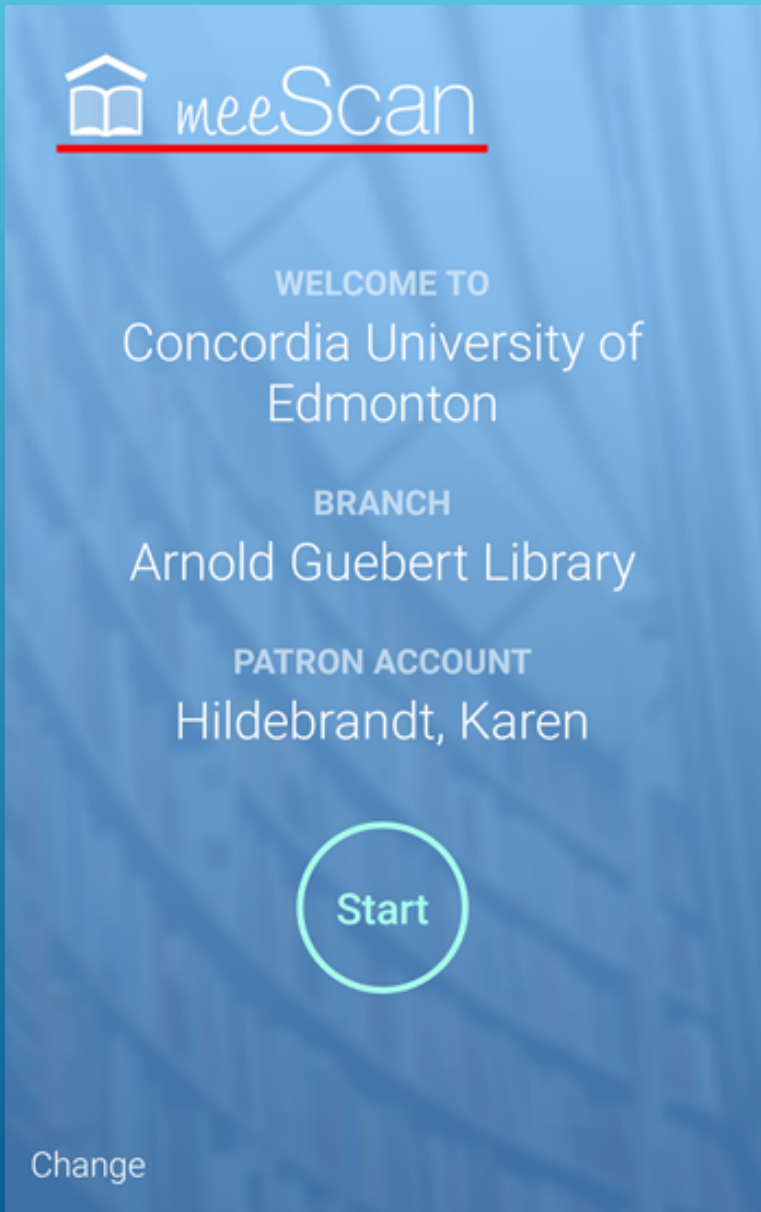 meeScan
WELCOME TO
Concordia University of
Edmonton
BRANCH
Arnold Guebert Library
PATRON ACCOUNT
Hildebrandt, Karen
Start
Change